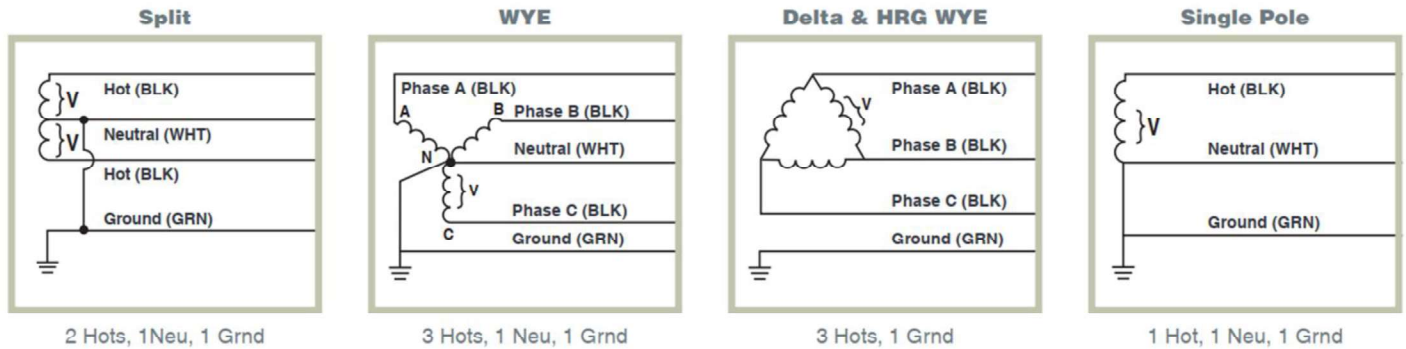 Split
Hot (BLK)
V
Neutral (WHT)
V
Hot (BLK)
Ground (GRN)
2 Hots, 1Neu, 1 Grnd
WYE
Phase A (BLK)
A
B
Phase B (BLK)
N
Neutral (WHT)
V
Phase C (BLK)
C
Ground (GRN)
3 Hots, 1 Neu, 1 Grnd
Delta & HRG WYE
Phase A (BLK)
V
Phase B (BLK)
Phase C (BLK)
Ground (GRN)
3 Hots, 1 Grnd
Single Pole
Hot (BLK)
V
Neutral (WHT)
Ground (GRN)
1 Hot, 1 Neu, 1 Grnd